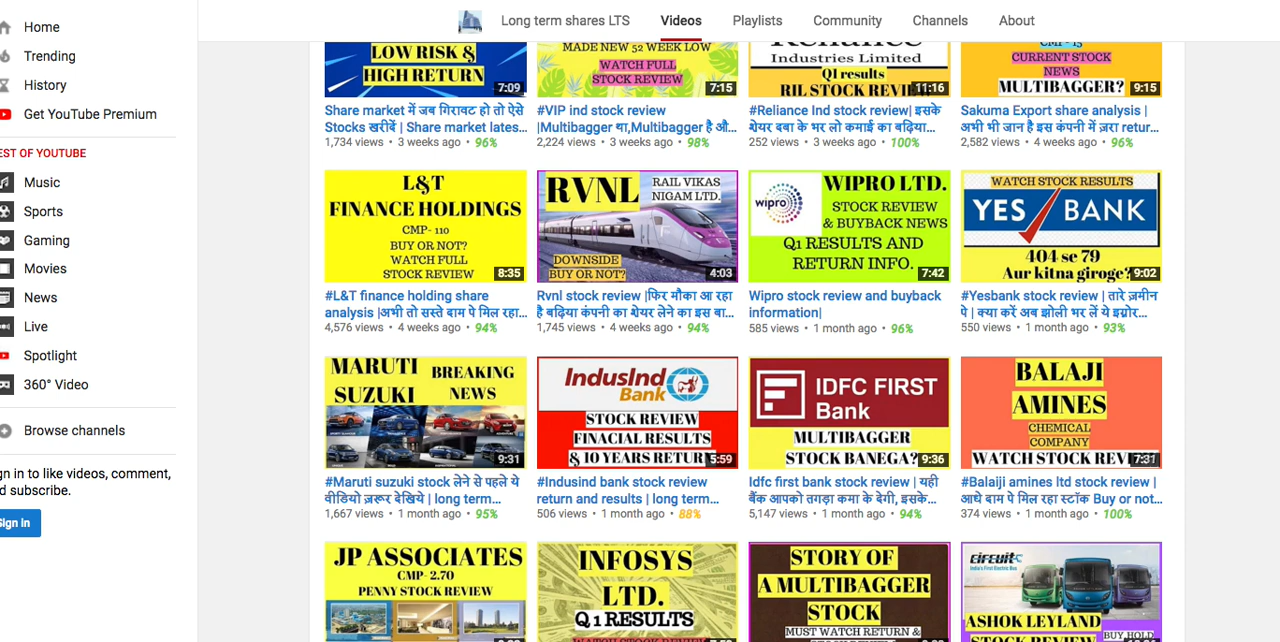 Home
Trending
History
Get YouTube Premium
EST OF YOUTUBE
Music
Sports
Gaming
Movies
News
Live
Spotlight
360° Video
Browse channels
gn in to like videos, comment,
d subscribe.
Sign in
Long term shares LTS
Videos
Playlists
Community
Channels
About
LOW RISK &
HIGH RETURN
7:09
Share market में जब गिरावट हो तो ऐसे
Stocks खरीदें | Share market lates...
1,734 views • 3 weeks ago • 96%
MADE NEW 52 WEEK LOW
WATCH FULL
STOCK REVIEW
7:15
#VIP ind stock review
|Multibagger था,Multibagger है औ...
2,224 views • 3 weeks ago • 98%
Reliance
Industries Limited
Q1 results
RIL STOCK REVIEW
11:16
#Reliance Ind stock review| इसके
शेयर दबा के भर लो कमाई का बढ़िया...
252 views • 3 weeks ago • 100%
CMP - 15
CURRENT STOCK
NEWS
MULTIBAGGER?
9:15
Sakuma Export share analysis |
अभी भी जान है इस कंपनी में ज़रा retur...
2,582 views • 4 weeks ago • 96%
L&T
FINANCE HOLDINGS
CMP- 110
BUY OR NOT?
WATCH FULL
STOCK REVIEW
8:35
#L&T finance holding share
analysis |अभी तो सस्ते बाम पे मिल रहा...
4,576 views • 4 weeks ago • 94%
RVNL
RAIL VIKAS
NIGAM LTD.
DOWNSIDE
BUY OR NOT?
4:03
Rvnl stock review |फिर मौका आ रहा
है बढ़िया कंपनी का शेयर लेने का इस बा...
1,745 views • 4 weeks ago • 94%
wipro
WIPRO LTD.
STOCK REVIEW
& BUYBACK NEWS
Q1 RESULTS AND
RETURN INFO.
7:42
Wipro stock review and buyback
information|
585 views • 1 month ago • 96%
WATCH STOCK RESULTS
YES BANK
404 se 79
Aur kitna giroge?
9:02
#Yesbank stock review | तारे ज़मीन
पे | क्या करें अब झोली भर लें ये इग्नोर...
550 views • 1 month ago • 93%
MARUTI
SUZUKI
BREAKING
NEWS
9:31
#Maruti suzuki stock लेने से पहले ये
वीडियो ज़रूर देखिये | long term...
1,667 views • 1 month ago • 95%
IndusInd
Bank
STOCK REVIEW
FINACIAL RESULTS
& 10 YEARS RETUR
5:59
#Indusind bank stock review
return and results | long term...
506 views • 1 month ago • 88%
IDFC FIRST
Bank
MULTIBAGGER
STOCK BANEGA?
9:36
Idfc first bank stock review | यही
बैंक आपको तगड़ा कमा के देगी, इसके...
5,147 views • 1 month ago • 94%
BALAJI
AMINES
CHEMICAL
COMPANY
WATCH STOCK REVIEW
7:31
#Balaiji amines ltd stock review |
आधे दाम पे मिल रहा स्टॉक Buy or not...
374 views • 1 month ago • 100%
JP ASSOCIATES
CMP- 2.70
PENNY STOCK REVIEW
INFOSYS
LTD.
Q 1 RESULTS
STORY OF
A MULTIBAGGER
STOCK
MUST WATCH RETURN &
CIRCUIT
India's First Electric Bus
ASHOK LEYLAND
STOCK REVIEW
BUY, HOLD